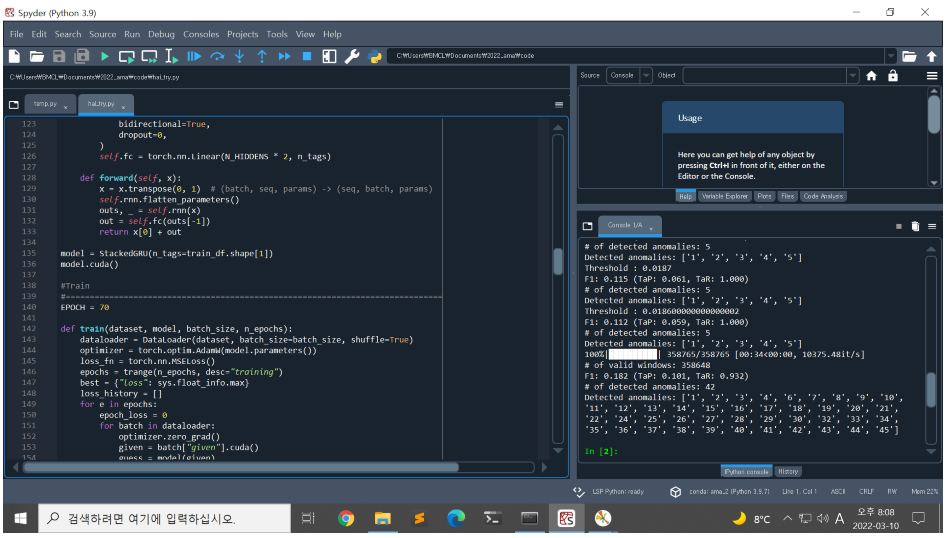 Spyder (Python 3.9)
File Edit Search Source Run Debug Consoles Projects Tools View Help
C:₩Users₩BMCL₩Documents₩2022_ama₩code
C:₩Users₩BMCL₩Documents₩2022_ama₩code₩hai_try.py
Source Console Object
temp.py hai_try.py
123 bidirectional=True,
124 dropout=0,
125 )
126 self.fc = torch.nn.Linear(N_HIDDENS * 2, n_tags)
127
128 def forward(self, x):
129 x = x.transpose(0, 1) # (batch, seq, params) -> (seq, batch, params)
130 self.rnn.flatten_parameters()
131 outs, _ = self.rnn(x)
132 out = self.fc(outs[-1])
133 return x[0] + out
134
135 model = StackedGRU(n_tags=train_df.shape[1])
136 model.cuda()
137
138 #Train
139 #=============================================================================
140 EPOCH = 70
141
142 def train(dataset, model, batch_size, n_epochs):
143 dataloader = DataLoader(dataset, batch_size=batch_size, shuffle=True)
144 optimizer = torch.optim.AdamW(model.parameters())
145 loss_fn = torch.nn.MSELoss()
146 epochs = trange(n_epochs, desc="training")
147 best = {"loss": sys.float_info.max}
148 loss_history = []
149 for e in epochs:
150 epoch_loss = 0
151 for batch in dataloader:
152 optimizer.zero_grad()
153 given = batch["given"].cuda()
154 guess = model(given)
Usage
Here you can get help of any object by
pressing Ctrl+I in front of it, either on the
Editor or the Console.
Help Variable Explorer Plots Files Code Analysis
Console 1/A
# of detected anomalies: 5
Detected anomalies: ['1', '2', '3', '4', '5']
Threshold : 0.0187
F1: 0.115 (TaP: 0.061, TaR: 1.000)
# of detected anomalies: 5
Detected anomalies: ['1', '2', '3', '4', '5']
Threshold : 0.018600000000000002
F1: 0.112 (TaP: 0.059, TaR: 1.000)
# of detected anomalies: 5
Detected anomalies: ['1', '2', '3', '4', '5']
100%|██████████| 358765/358765 [00:34<00:00, 10375.48it/s]
# of valid windows: 358648
F1: 0.182 (TaP: 0.101, TaR: 0.932)
# of detected anomalies: 42
Detected anomalies: ['1', '2', '3', '4', '6', '7', '8', '9', '10',
'11', '12', '13', '14', '15', '16', '17', '18', '19', '20', '21',
'22', '24', '25', '26', '27', '28', '29', '30', '32', '33', '34',
'35', '36', '37', '38', '39', '40', '41', '42', '43', '44', '45']
In [2]:
IPython console History
LSP Python: ready conda: ama_2 (Python 3.9.7) Line 1, Col 1 ASCII CRLF RW Mem 22%
검색하려면 여기에 입력하십시오.
8°C A 오후 8:08
2022-03-10